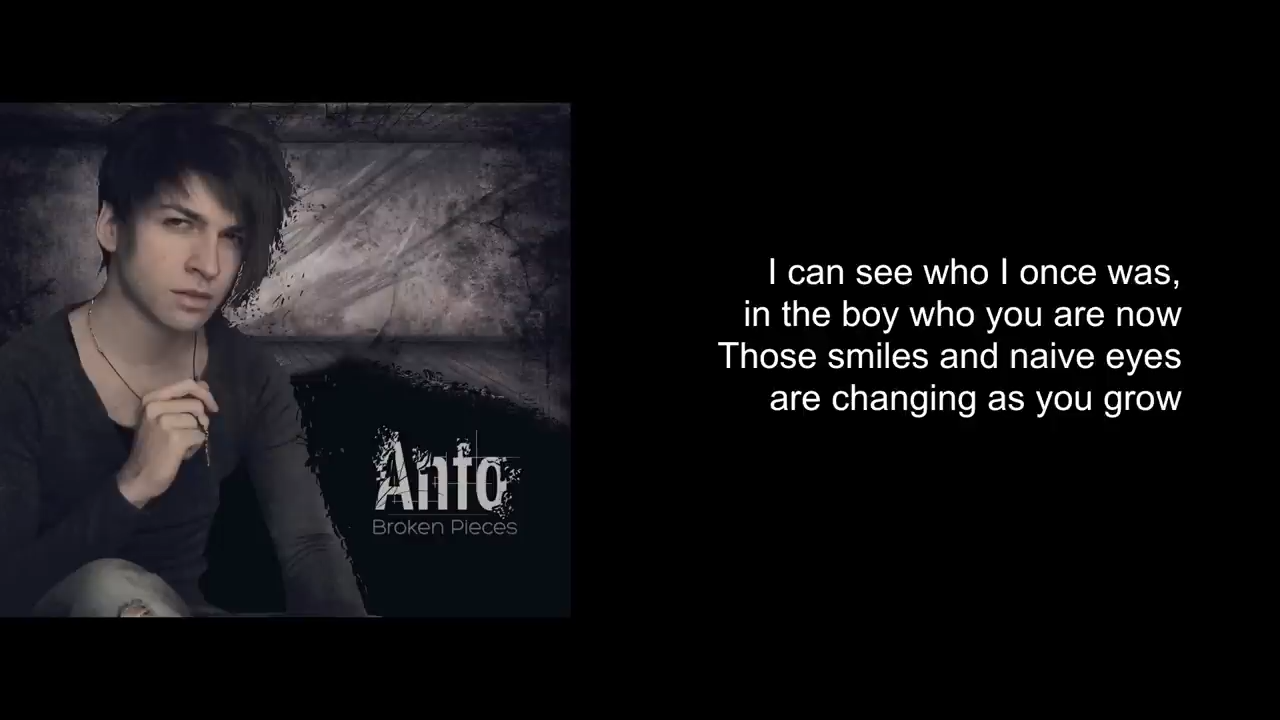 Anto
Broken Pieces
I can see who I once was,
in the boy who you are now
Those smiles and naive eyes
are changing as you grow